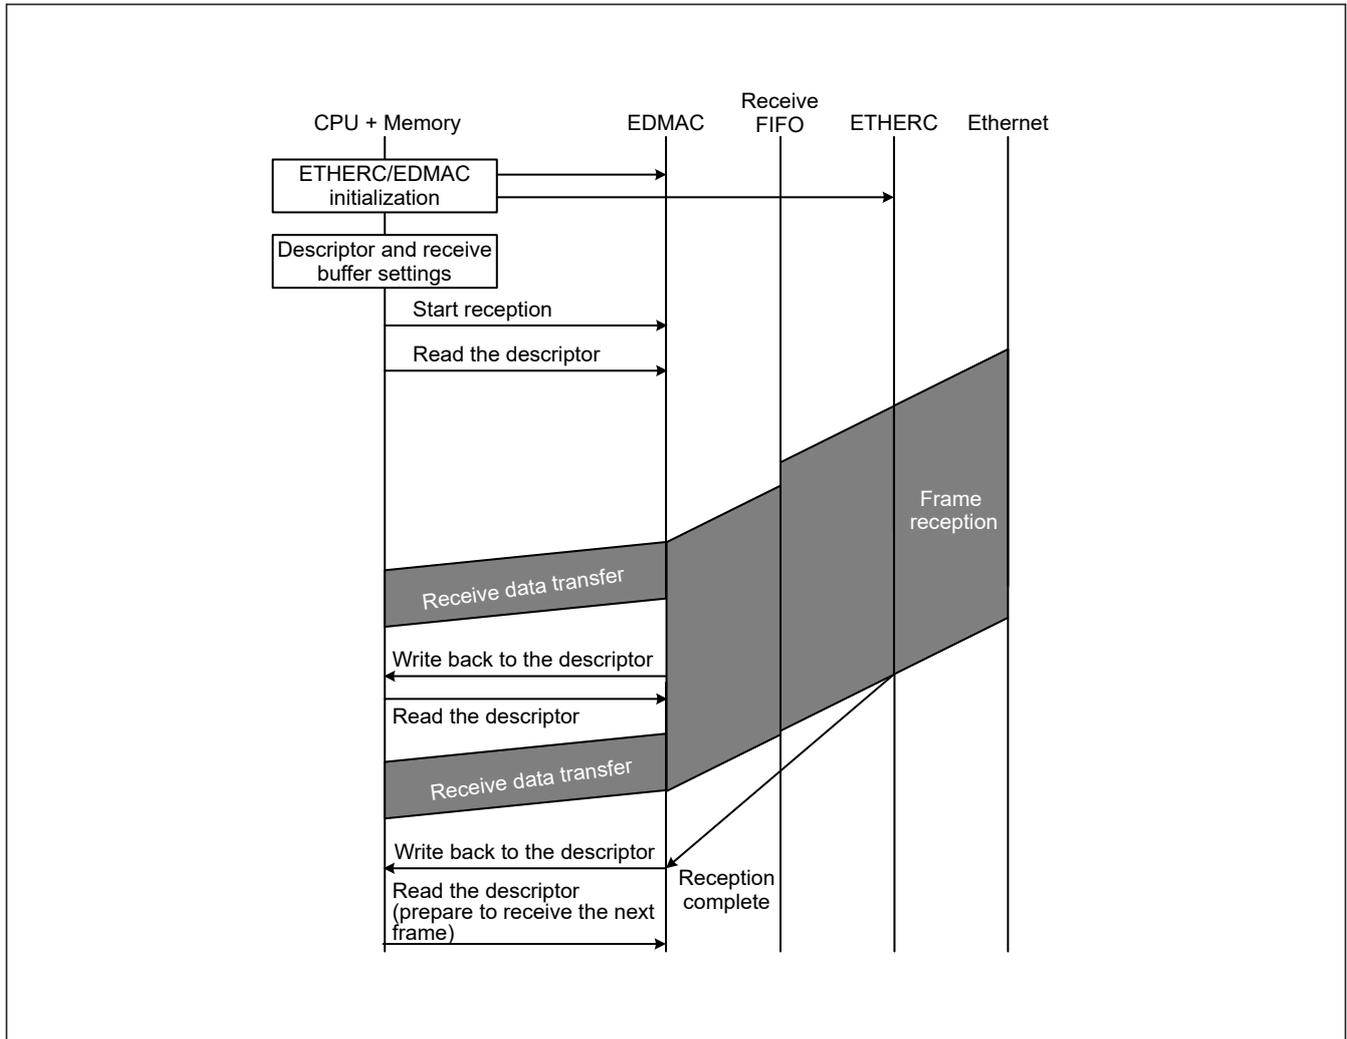 Receive
CPU + Memory
EDMAC
FIFO
ETHERC
Ethernet
ETHERC/EDMAC
initialization
Descriptor and receive
buffer settings
Start reception
Read the descriptor
Frame
reception
Receive data transfer
Write back to the descriptor
Read the descriptor
Receive data transfer
Write back to the descriptor
Reception
complete
Read the descriptor
(prepare to receive the next
frame)